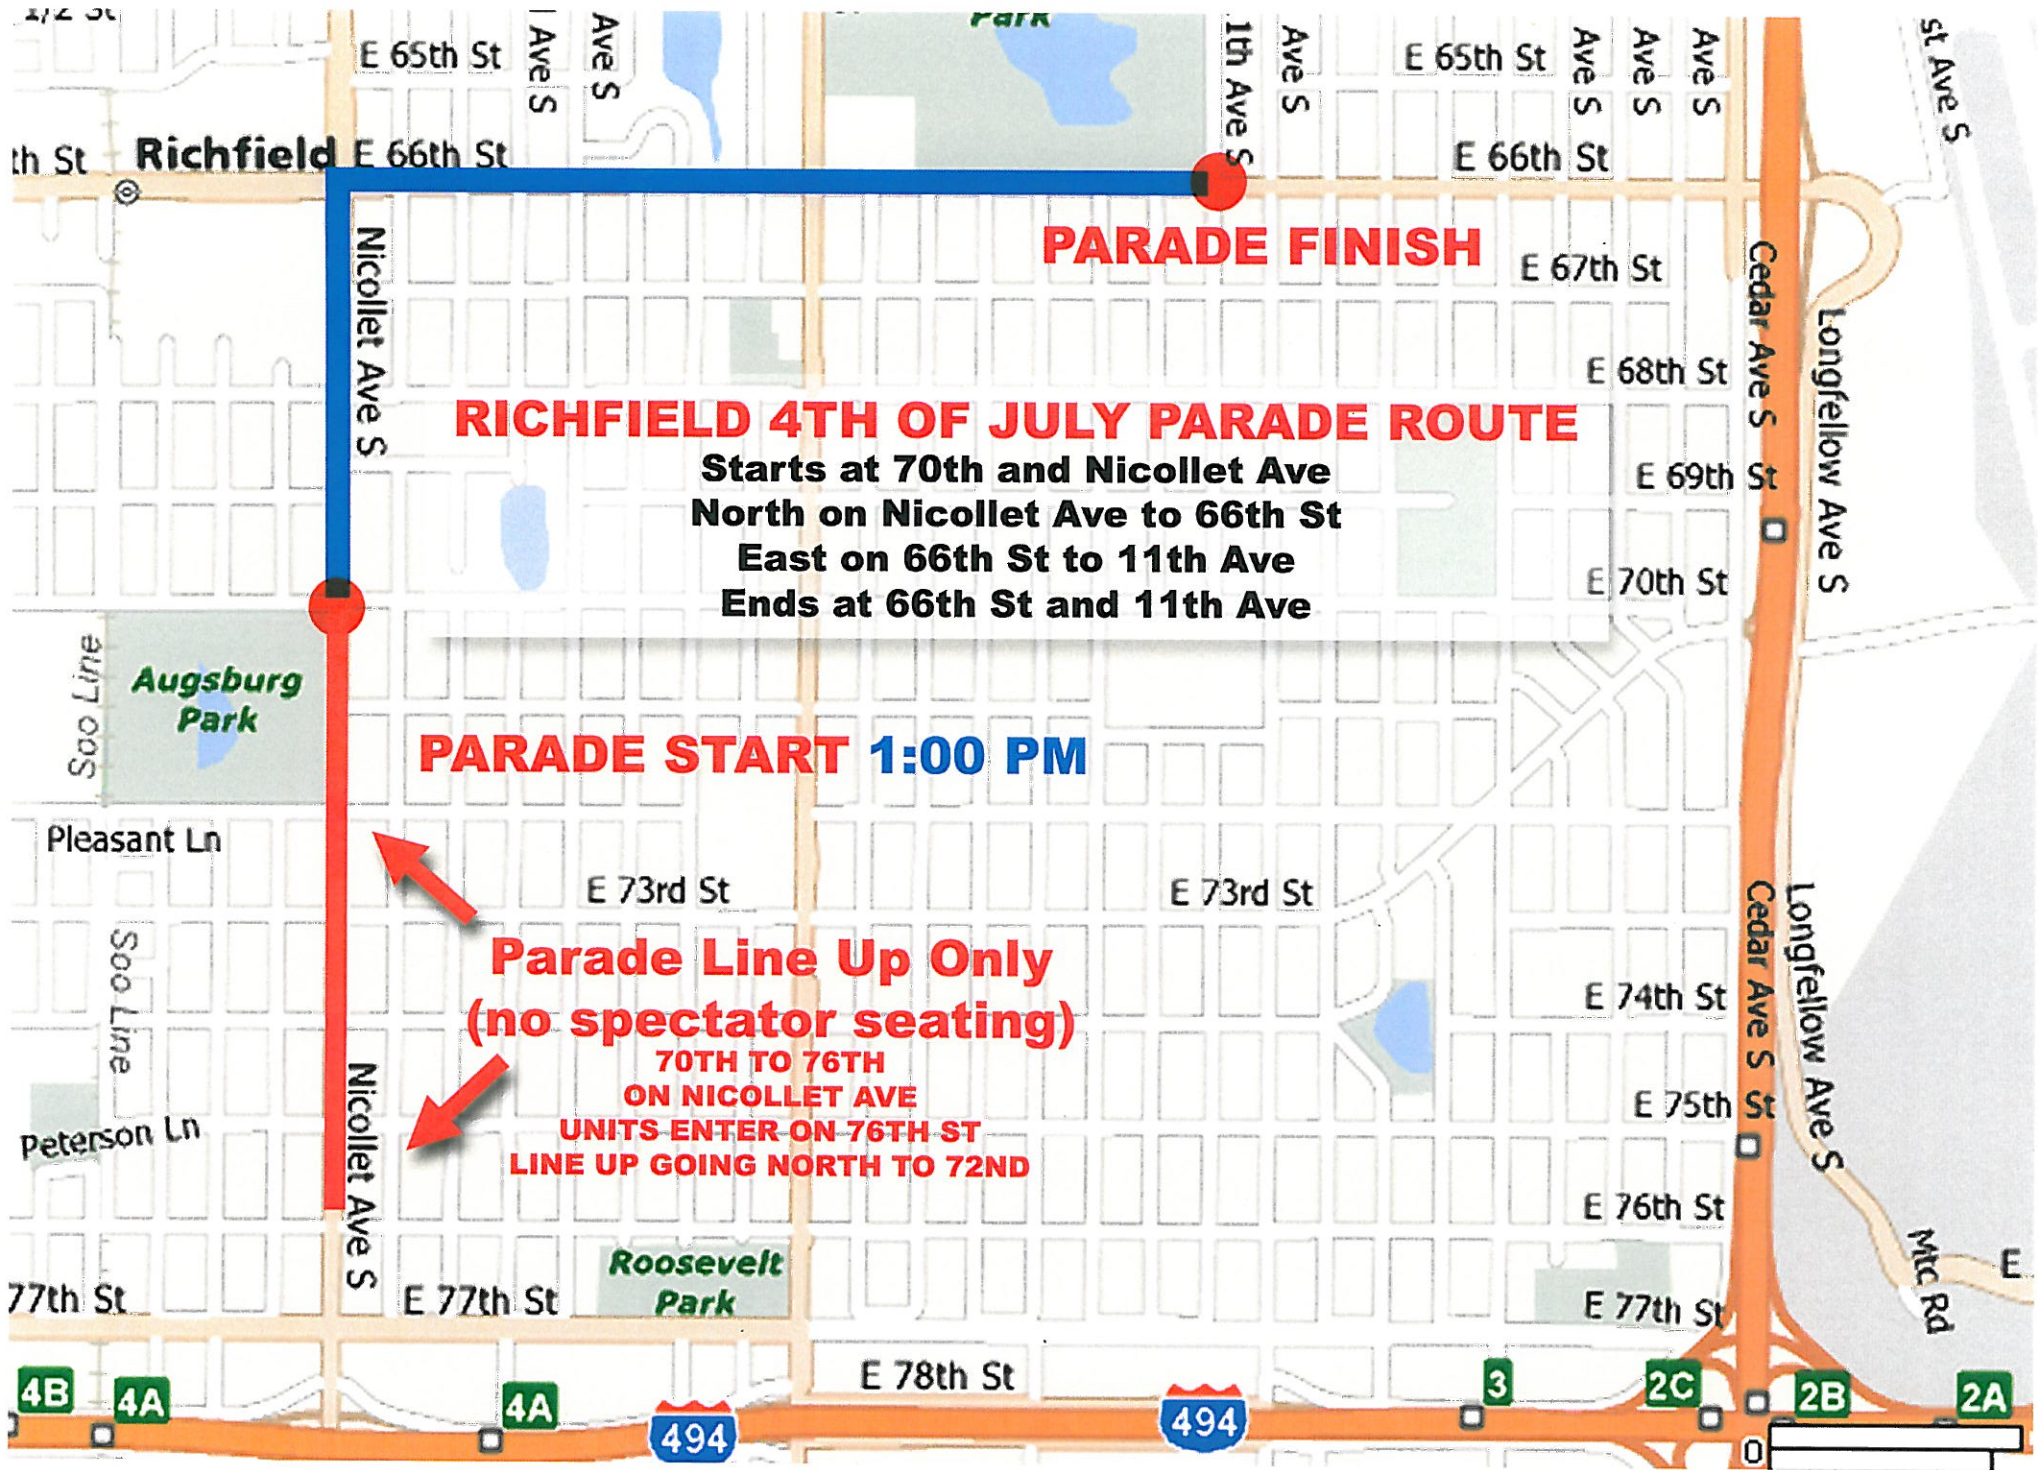 1/2 St
Ave S
Ave S
E 65th St
Park
1th Ave S
Ave S
E 65th St
Ave S
Ave S
Ave S
st Ave S
th St
Richfield
E 66th St
E 66th St
PARADE FINISH
E 67th St
Nicollet Ave S
Cedar Ave S
Longfellow Ave S
E 68th St
RICHFIELD 4TH OF JULY PARADE ROUTE
Starts at 70th and Nicollet Ave
North on Nicollet Ave to 66th St
East on 66th St to 11th Ave
Ends at 66th St and 11th Ave
E 69th St
E 70th St
Soo Line
Augsburg
Park
PARADE START 1:00 PM
Pleasant Ln
E 73rd St
E 73rd St
Cedar Ave S
Longfellow Ave S
Soo Line
Parade Line Up Only
(no spectator seating)
70TH TO 76TH
ON NICOLLET AVE
UNITS ENTER ON 76TH ST
LINE UP GOING NORTH TO 72ND
E 74th St
E 75th St
Peterson Ln
Nicollet Ave S
E 76th St
Roosevelt
Park
Mtc Rd
E
77th St
E 77th St
E 77th St
E 78th St
4B
4A
4A
494
494
3
2C
2B
2A
0